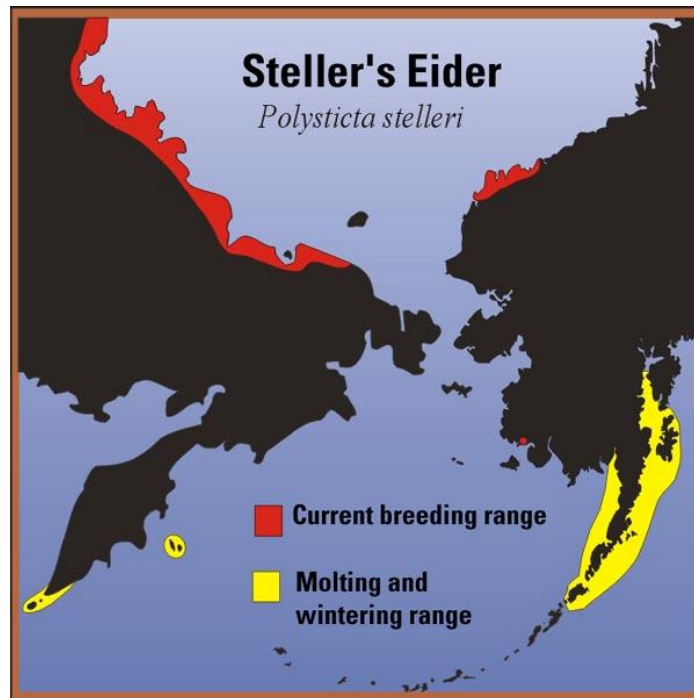 Steller's Eider
Polysticta stelleri
Current breeding range
Molting and
wintering range